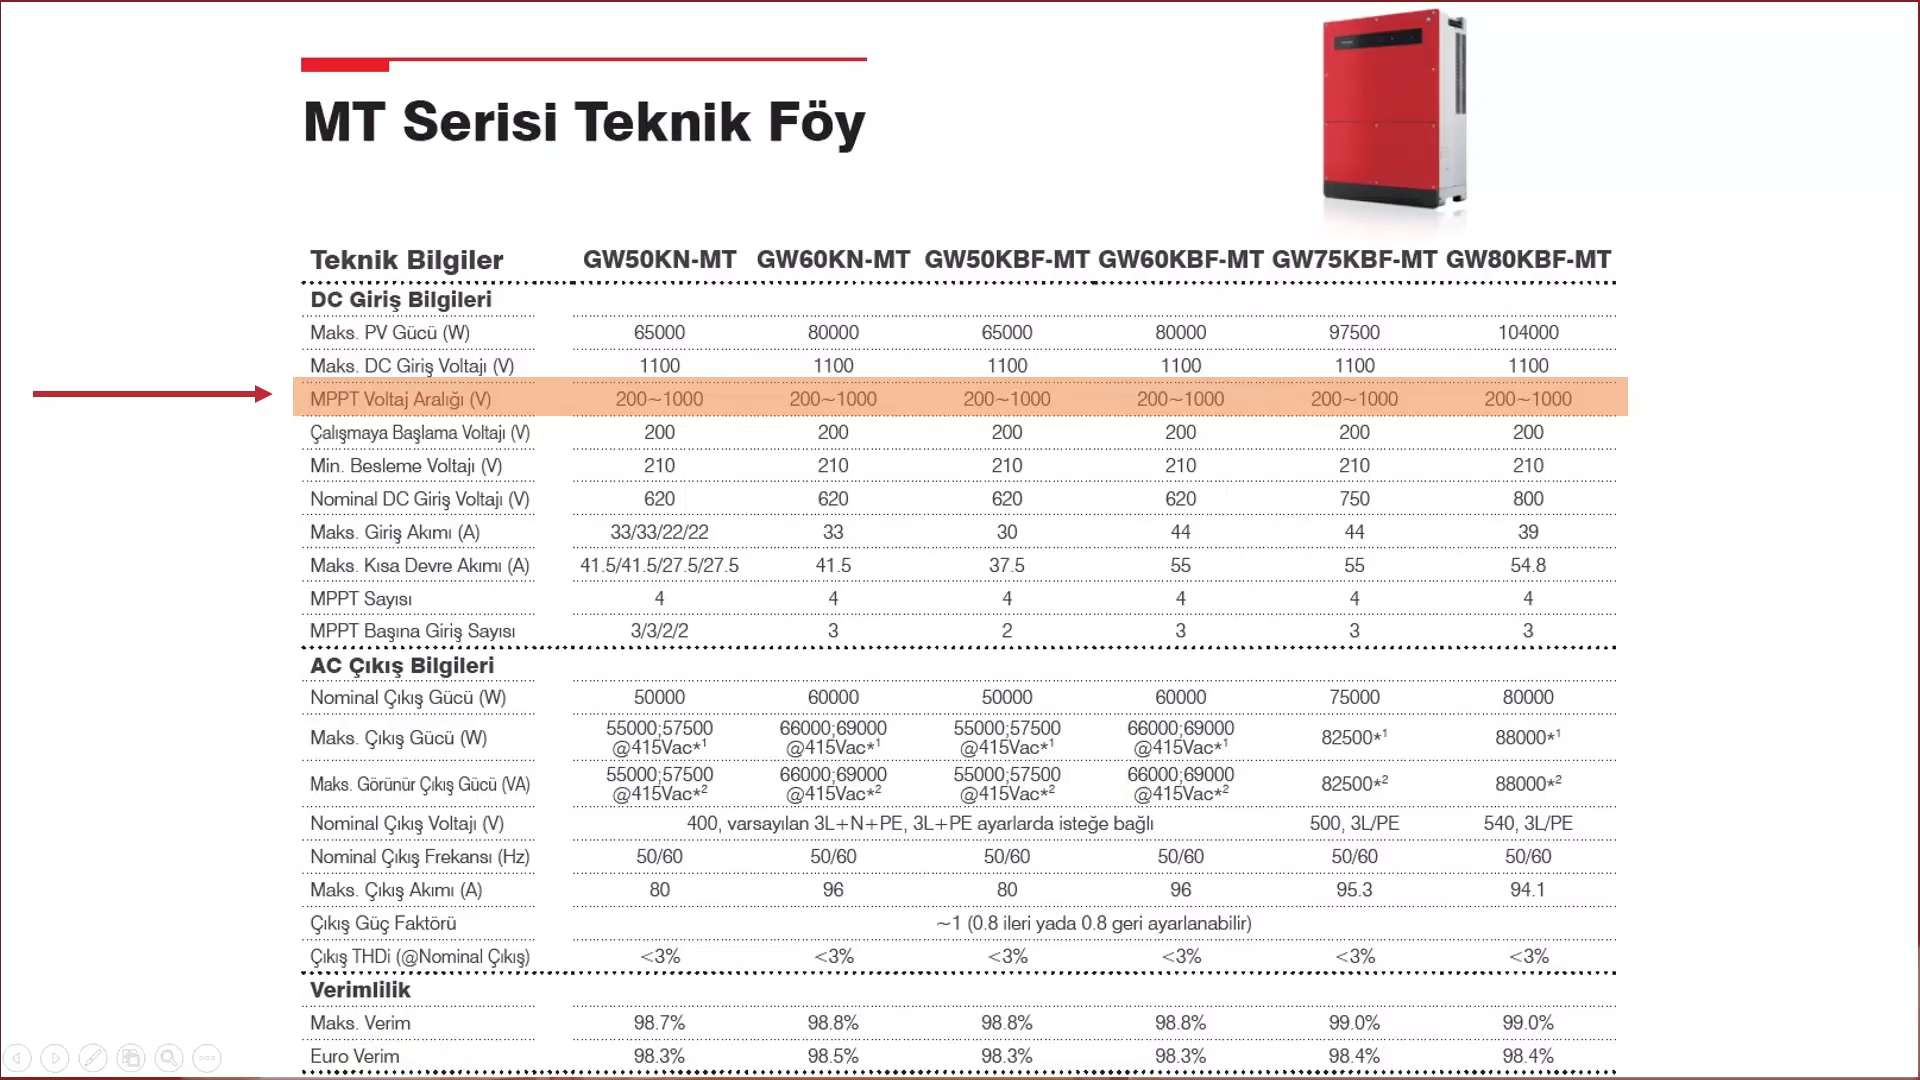 MT Serisi Teknik Föy
Teknik Bilgiler GW50KN-MT GW60KN-MT GW50KBF-MT GW60KBF-MT GW75KBF-MT GW80KBF-MT
DC Giriş Bilgileri
Maks. PV Gücü (W) 65000 80000 65000 80000 97500 104000
Maks. DC Giriş Voltajı (V) 1100 1100 1100 1100 1100 1100
MPPT Voltaj Aralığı (V) 200~1000 200~1000 200~1000 200~1000 200~1000 200~1000
Çalışmaya Başlama Voltajı (V) 200 200 200 200 200 200
Min. Besleme Voltajı (V) 210 210 210 210 210 210
Nominal DC Giriş Voltajı (V) 620 620 620 620 750 800
Maks. Giriş Akımı (A) 33/33/22/22 33 30 44 44 39
Maks. Kısa Devre Akımı (A) 41.5/41.5/27.5/27.5 41.5 37.5 55 55 54.8
MPPT Sayısı 4 4 4 4 4 4
MPPT Başına Giriş Sayısı 3/3/2/2 3 2 3 3 3
AC Çıkış Bilgileri
Nominal Çıkış Gücü (W) 50000 60000 50000 60000 75000 80000
Maks. Çıkış Gücü (W) 55000;57500 @415Vac*¹ 66000;69000 @415Vac*¹ 55000;57500 @415Vac*¹ 66000;69000 @415Vac*¹ 82500*¹ 88000*¹
Maks. Görünür Çıkış Gücü (VA) 55000;57500 @415Vac*² 66000;69000 @415Vac*² 55000;57500 @415Vac*² 66000;69000 @415Vac*² 82500*² 88000*²
Nominal Çıkış Voltajı (V) 400, varsayılan 3L+N+PE, 3L+PE ayarlarda isteğe bağlı 500, 3L/PE 540, 3L/PE
Nominal Çıkış Frekansı (Hz) 50/60 50/60 50/60 50/60 50/60 50/60
Maks. Çıkış Akımı (A) 80 96 80 96 95.3 94.1
Çıkış Güç Faktörü ~1 (0.8 ileri yada 0.8 geri ayarlanabilir)
Çıkış THDi (@Nominal Çıkış) <3% <3% <3% <3% <3% <3%
Verimlilik
Maks. Verim 98.7% 98.8% 98.8% 98.8% 99.0% 99.0%
Euro Verim 98.3% 98.5% 98.3% 98.3% 98.4% 98.4%